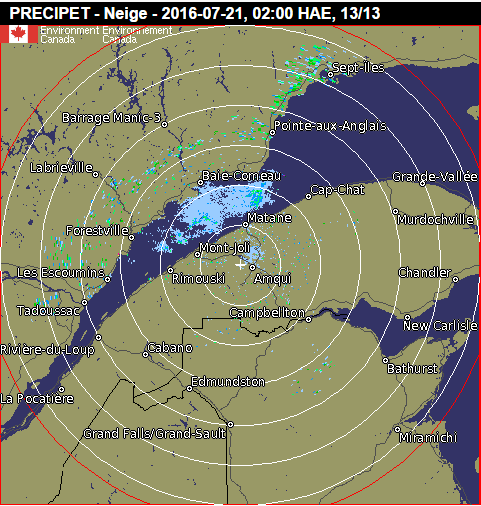 PRECIPET - Neige - 2016-07-21, 02:00 HAE, 13/13
Environment Environnement
Canada Canada
Sept-Îles
Barrage Manic-3
Pointe-aux-Anglais
Labrieville
Baie-Comeau
Grande-Vallée
Cap-Chat
Murdochville
Matane
Forestville
Mont-Joli
Les Escoumins
Rimouski
Amqui
Chandler
Tadoussac
Campbellton
New Carlisle
Rivière-du-Loup
Cabano
Bathurst
Edmundston
La Pocatière
Grand Falls/Grand-Sault
Miramichi